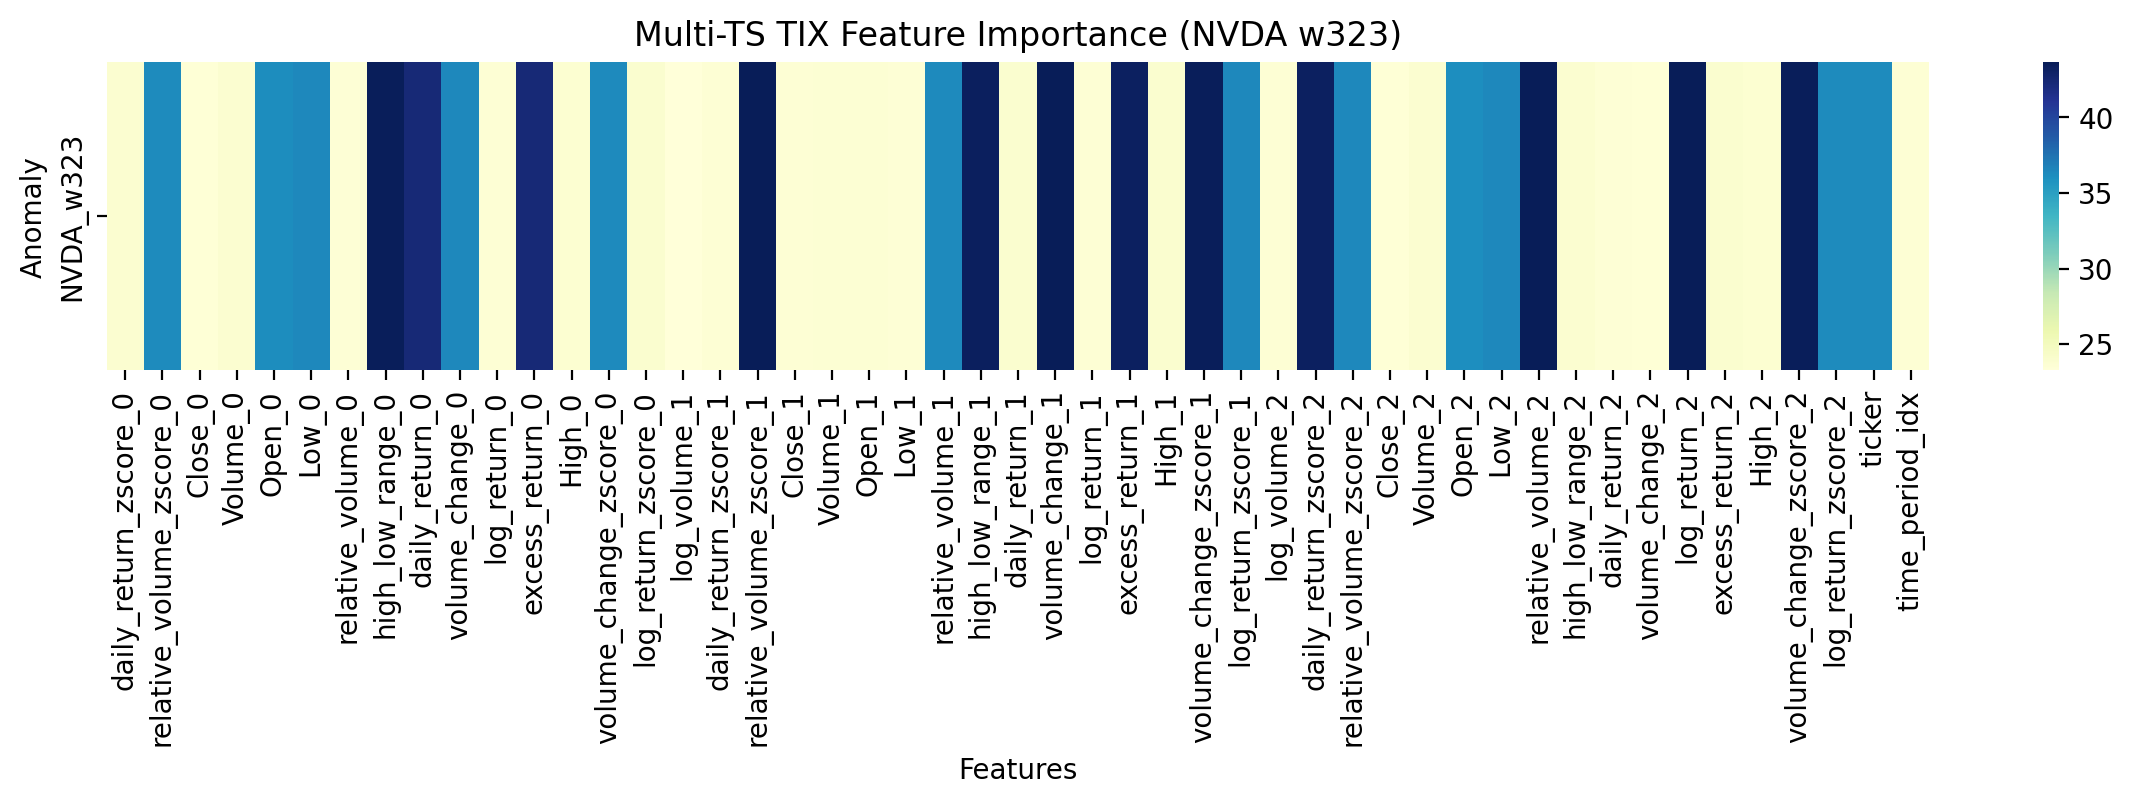 Multi-TS TIX Feature Importance (NVDA w323)
Anomaly
NVDA_w323
40
35
30
25
daily_return_zscore_0
relative_volume_zscore_0
Close_0
Volume_0
Open_0
Low_0
relative_volume_0
high_low_range_0
daily_return_0
volume_change_0
log_return_0
excess_return_0
High_0
volume_change_zscore_0
log_return_zscore_0
log_volume_1
daily_return_zscore_1
relative_volume_zscore_1
Close_1
Volume_1
Open_1
Low_1
relative_volume_1
high_low_range_1
daily_return_1
volume_change_1
log_return_1
excess_return_1
High_1
volume_change_zscore_1
log_return_zscore_1
log_volume_2
daily_return_zscore_2
relative_volume_zscore_2
Close_2
Volume_2
Open_2
Low_2
relative_volume_2
high_low_range_2
daily_return_2
volume_change_2
log_return_2
excess_return_2
High_2
volume_change_zscore_2
log_return_zscore_2
ticker
time_period_idx
Features